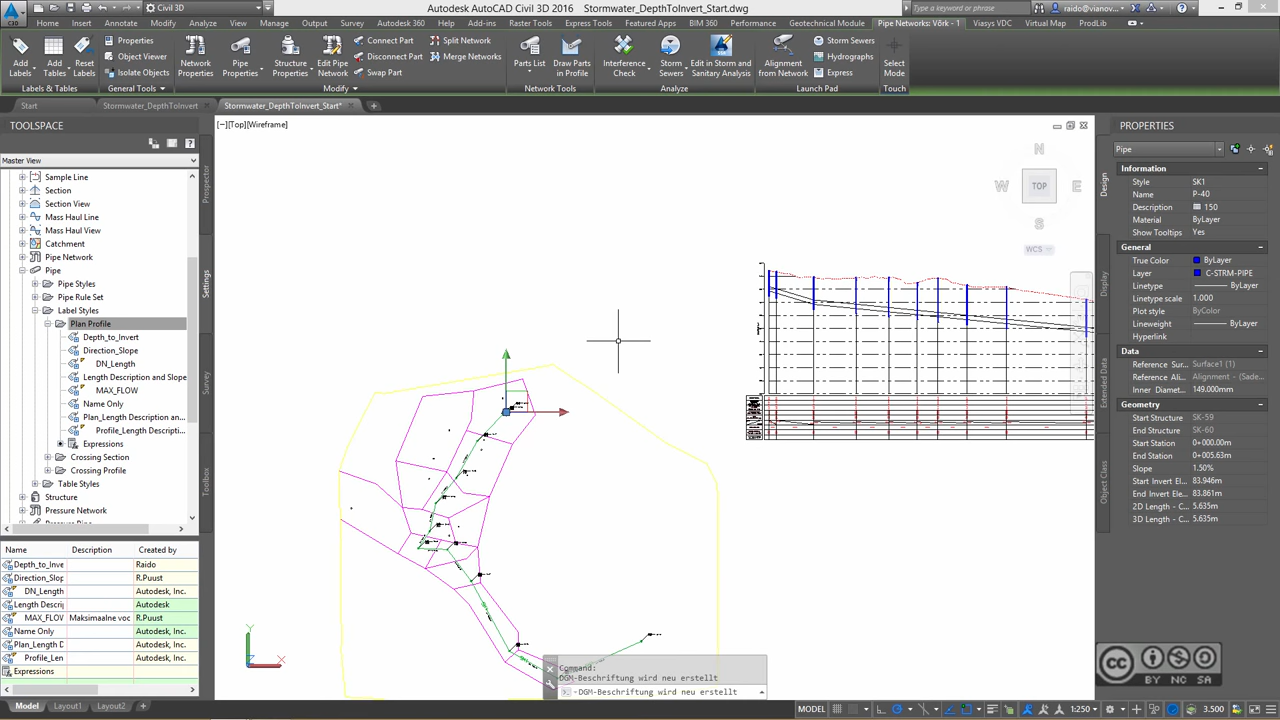 Autodesk AutoCAD Civil 3D 2016   Stormwater_DepthToInvert_Start.dwg
Civil 3D
Type a keyword or phrase
raido@vianov...
CIVIL 3D
Home Insert Annotate Modify Analyze View Manage Output Survey Autodesk 360 Help Add-ins Raster Tools Express Tools Featured Apps BIM 360 Performance Geotechnical Module Pipe Networks: Võrk - 1 Viasys VDC Virtual Map ProdLib
Add Labels
Add Tables
Reset Labels
Properties
Object Viewer
Isolate Objects
Network Properties
Pipe Properties
Structure Properties
Edit Pipe Network
Connect Part
Disconnect Part
Swap Part
Split Network
Merge Networks
Parts List
Draw Parts in Profile
Interference Check
Storm Sewers
Edit in Storm and Sanitary Analysis
Alignment from Network
Storm Sewers
Hydrographs
Express
Select Mode
Labels & Tables
General Tools
Modify
Network Tools
Analyze
Launch Pad
Touch
Start
Stormwater_DepthToInvert
Stormwater_DepthToInvert_Start*
TOOLSPACE
Master View
Sample Line
Section
Section View
Mass Haul Line
Mass Haul View
Catchment
Pipe Network
Pipe
Pipe Styles
Pipe Rule Set
Label Styles
Plan Profile
Depth_to_Invert
Direction_Slope
DN_Length
Length Description and Slope
MAX_FLOW
Name Only
Plan_Length Description an...
Profile_Length Descripti...
Expressions
Crossing Section
Crossing Profile
Table Styles
Structure
Pressure Network
Name Description Created by
Depth_to_Inve Raido
Direction_Slop R.Puust
DN_Length Autodesk, Inc.
Length Descri Autodesk
MAX_FLOW Maksimaalne voc R.Puust
Name Only Autodesk, Inc.
Plan_Length D Autodesk, Inc.
Profile_Len Autodesk, Inc.
Expressions
Prospector
Settings
Survey
Toolbox
[−][Top][Wireframe]
N
W TOP E
S
WCS
Y
X
Command:
DGM-Beschriftung wird neu erstellt
-DGM-Beschriftung wird neu erstellt
PROPERTIES
Pipe
Design
Display
Extended Data
Object Class
Information
Style SK1
Name P-40
Description 150
Material ByLayer
Show Tooltips Yes
General
True Color ByLayer
Layer C-STRM-PIPE
Linetype ByLayer
Linetype scale 1.000
Plot style ByColor
Lineweight ByLayer
Hyperlink
Data
Reference Sur... Surface1 (1)
Reference Ali... Alignment - (Sade...
Inner Diamet... 149.000mm
Geometry
Start Structure SK-59
End Structure SK-60
Start Station 0+000.00m
End Station 0+005.63m
Slope 1.50%
Start Invert El... 83.946m
End Invert Ele... 83.861m
2D Length - C... 5.635m
3D Length - C... 5.635m
cc
BY NC SA
Model Layout1 Layout2
MODEL
1:250
3.500